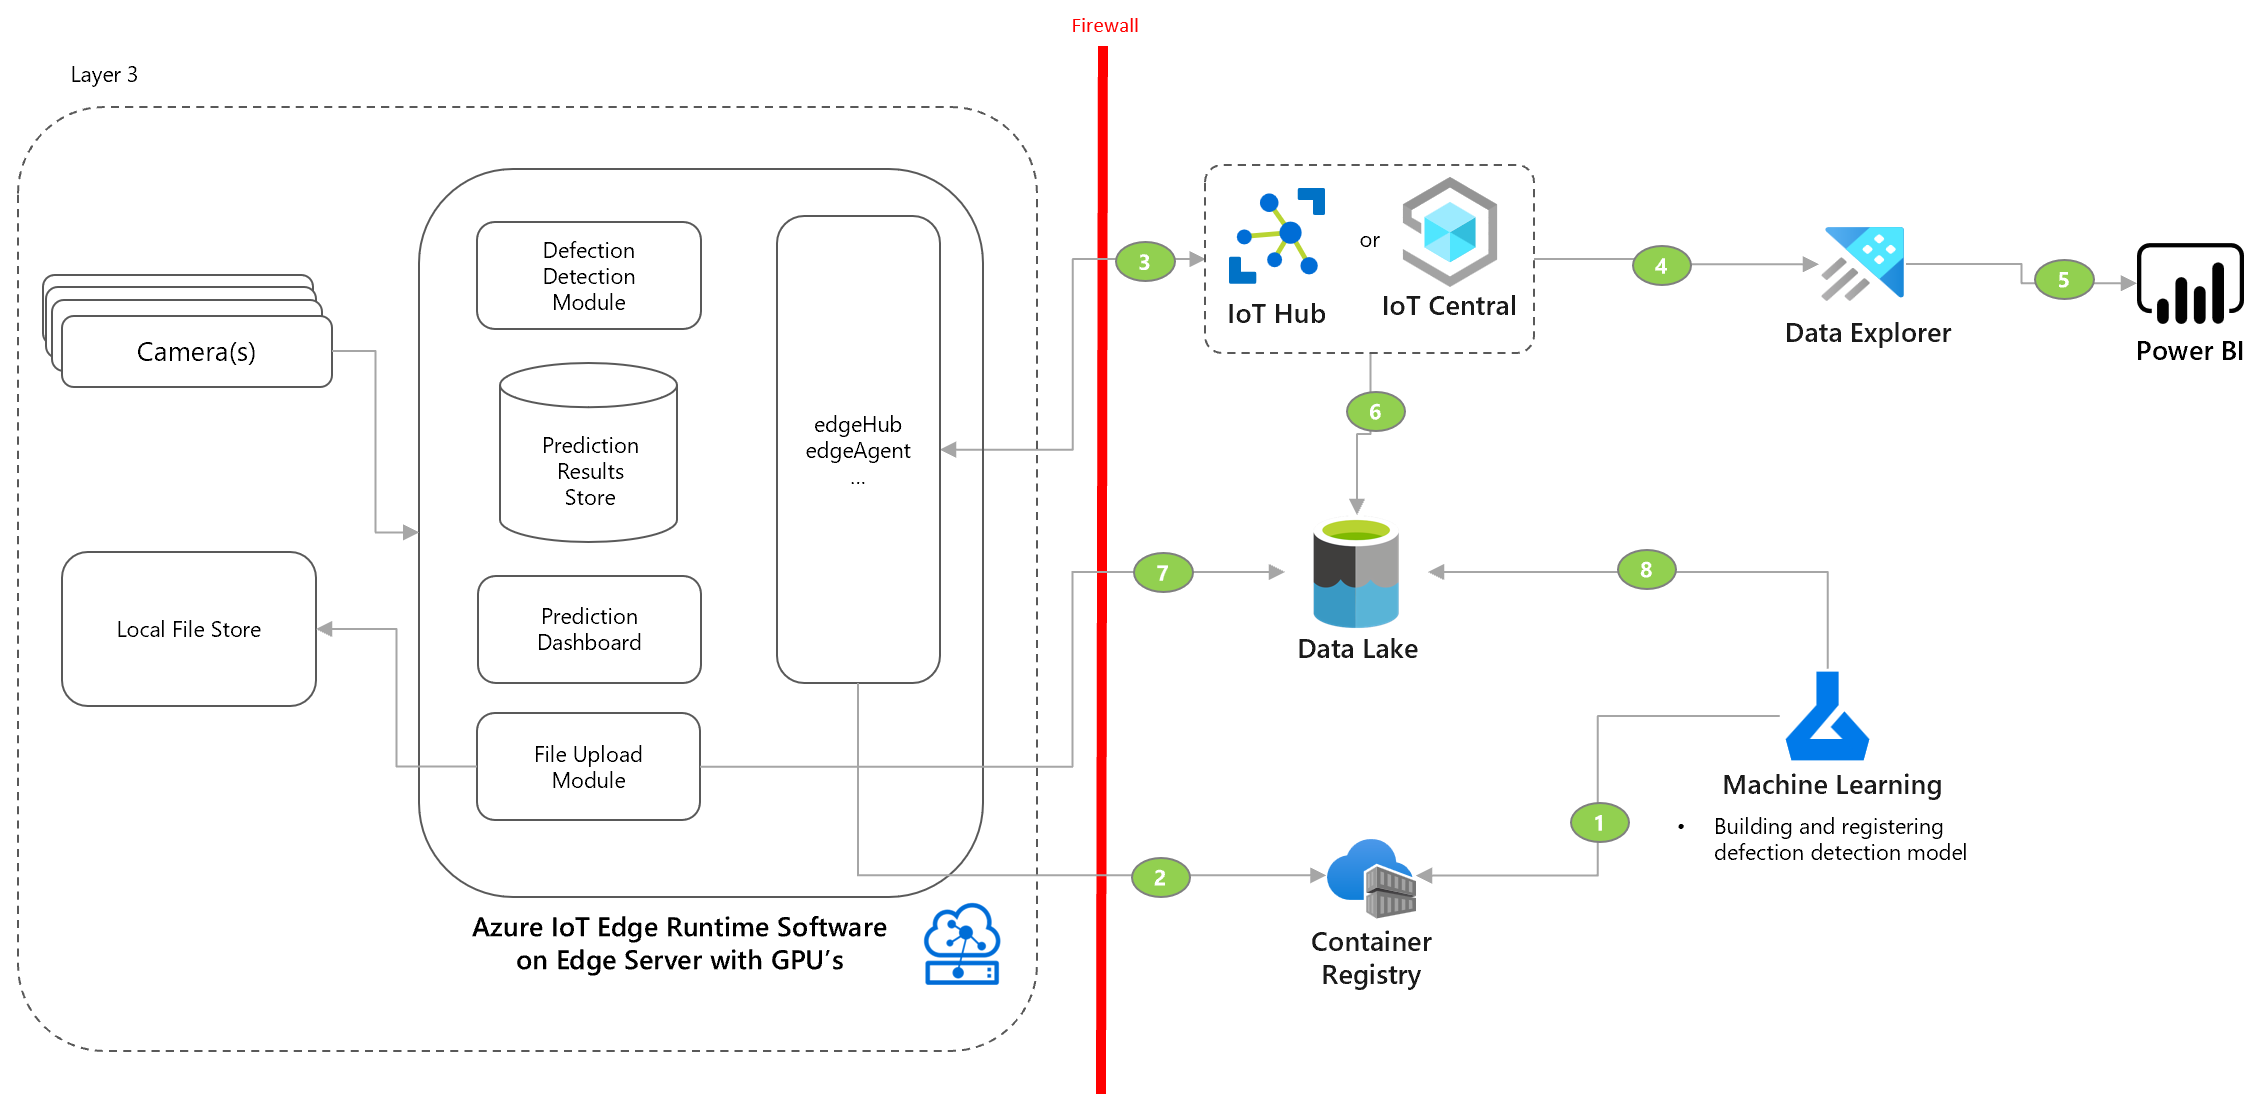 Firewall
Layer 3
Defection
Detection
Module
Camera(s)
Prediction
Results
Store
edgeHub
edgeAgent
...
Local File Store
Prediction
Dashboard
File Upload
Module
Azure IoT Edge Runtime Software
on Edge Server with GPU's
3
IoT Hub
or
IoT Central
4
Data Explorer
5
Power BI
6
7
Data Lake
8
Machine Learning
• Building and registering
defection detection model
1
2
Container
Registry